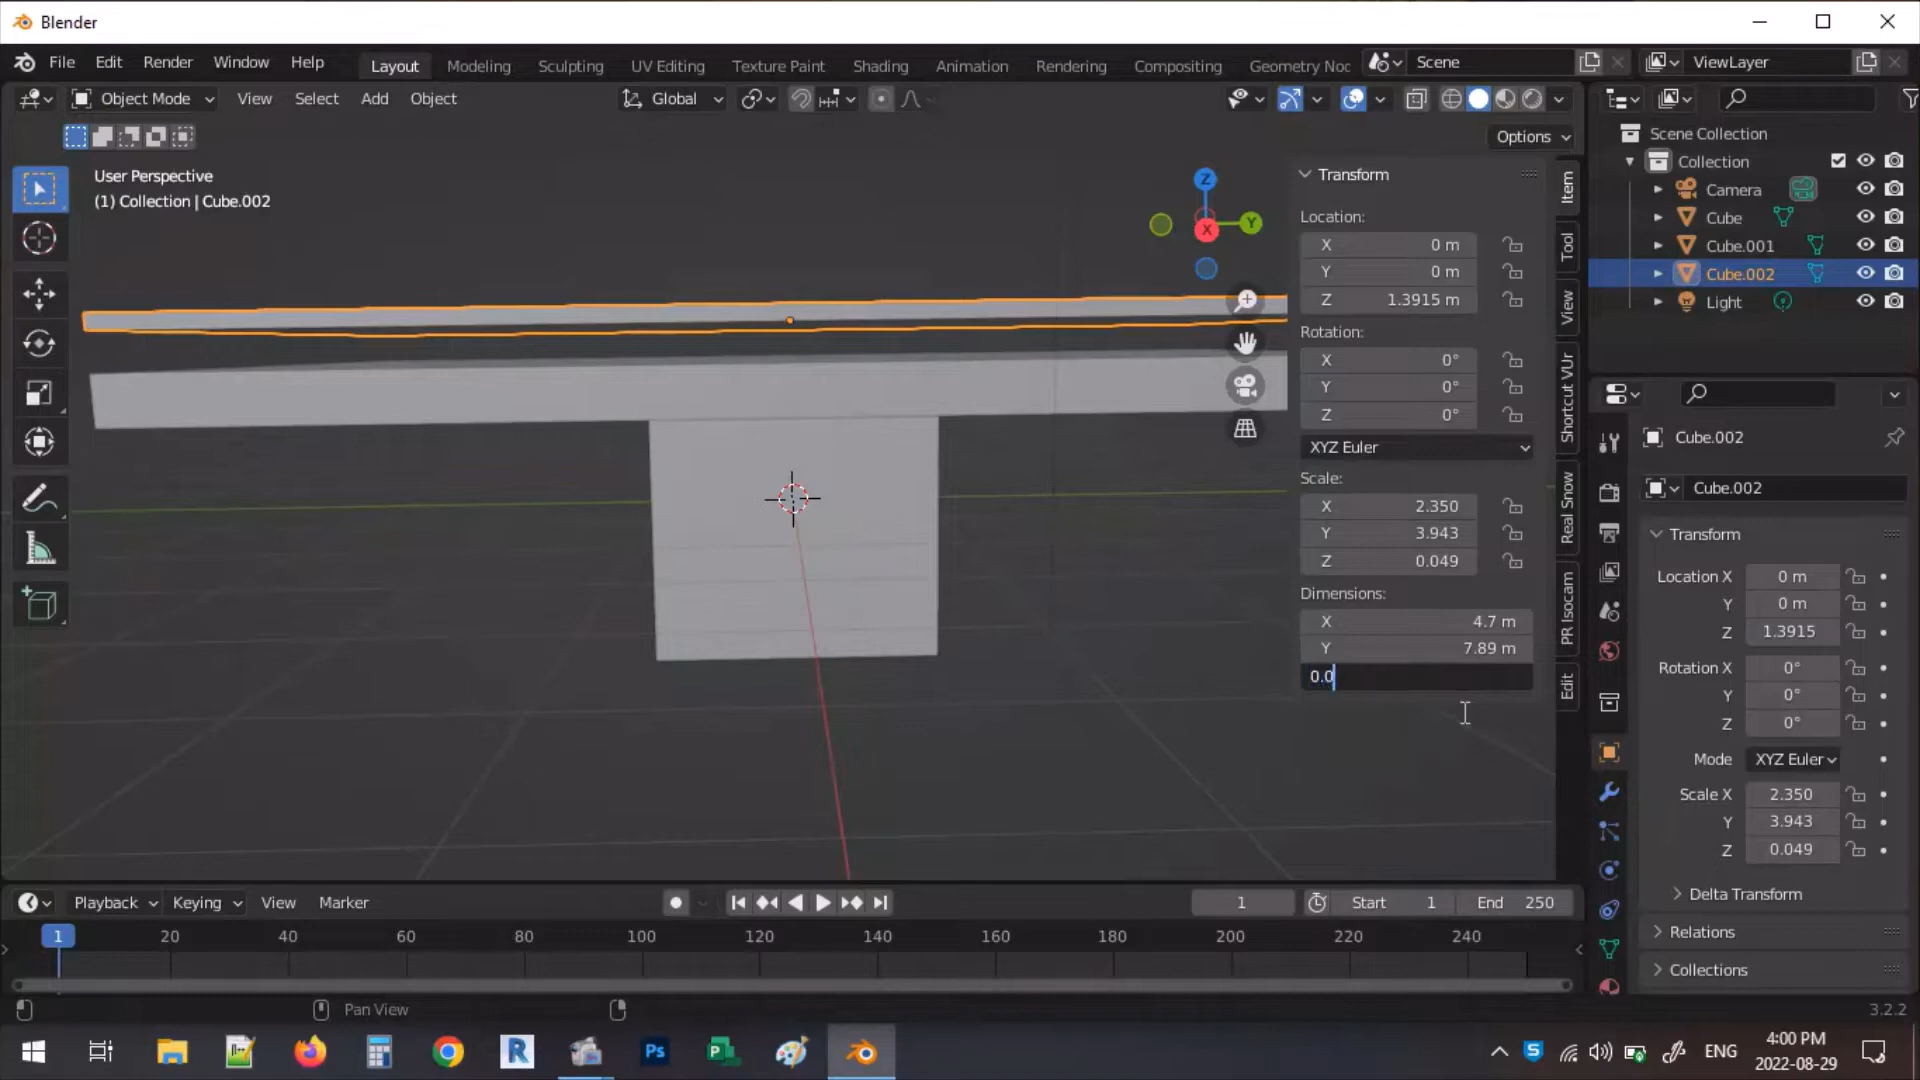 Blender
File Edit Render Window Help Layout Modeling Sculpting UV Editing Texture Paint Shading Animation Rendering Compositing Geometry Noc Scene ViewLayer
Object Mode View Select Add Object Global
Options
User Perspective
(1) Collection | Cube.002
Z
Y
X
Transform
Location:
X 0 m
Y 0 m
Z 1.3915 m
Rotation:
X 0°
Y 0°
Z 0°
XYZ Euler
Scale:
X 2.350
Y 3.943
Z 0.049
Dimensions:
X 4.7 m
Y 7.89 m
0.0
Item
Tool
View
Shortcut VUr
Real Snow
PR Isocam
Edit
Scene Collection
Collection
Camera
Cube
Cube.001
Cube.002
Light
Cube.002
Cube.002
Transform
Location X 0 m
Y 0 m
Z 1.3915
Rotation X 0°
Y 0°
Z 0°
Mode XYZ Euler
Scale X 2.350
Y 3.943
Z 0.049
Delta Transform
Relations
Collections
Playback Keying View Marker 1 Start 1 End 250
1 20 40 60 80 100 120 140 160 180 200 220 240
Pan View 3.2.2
R Ps P S ENG 4:00 PM
2022-08-29